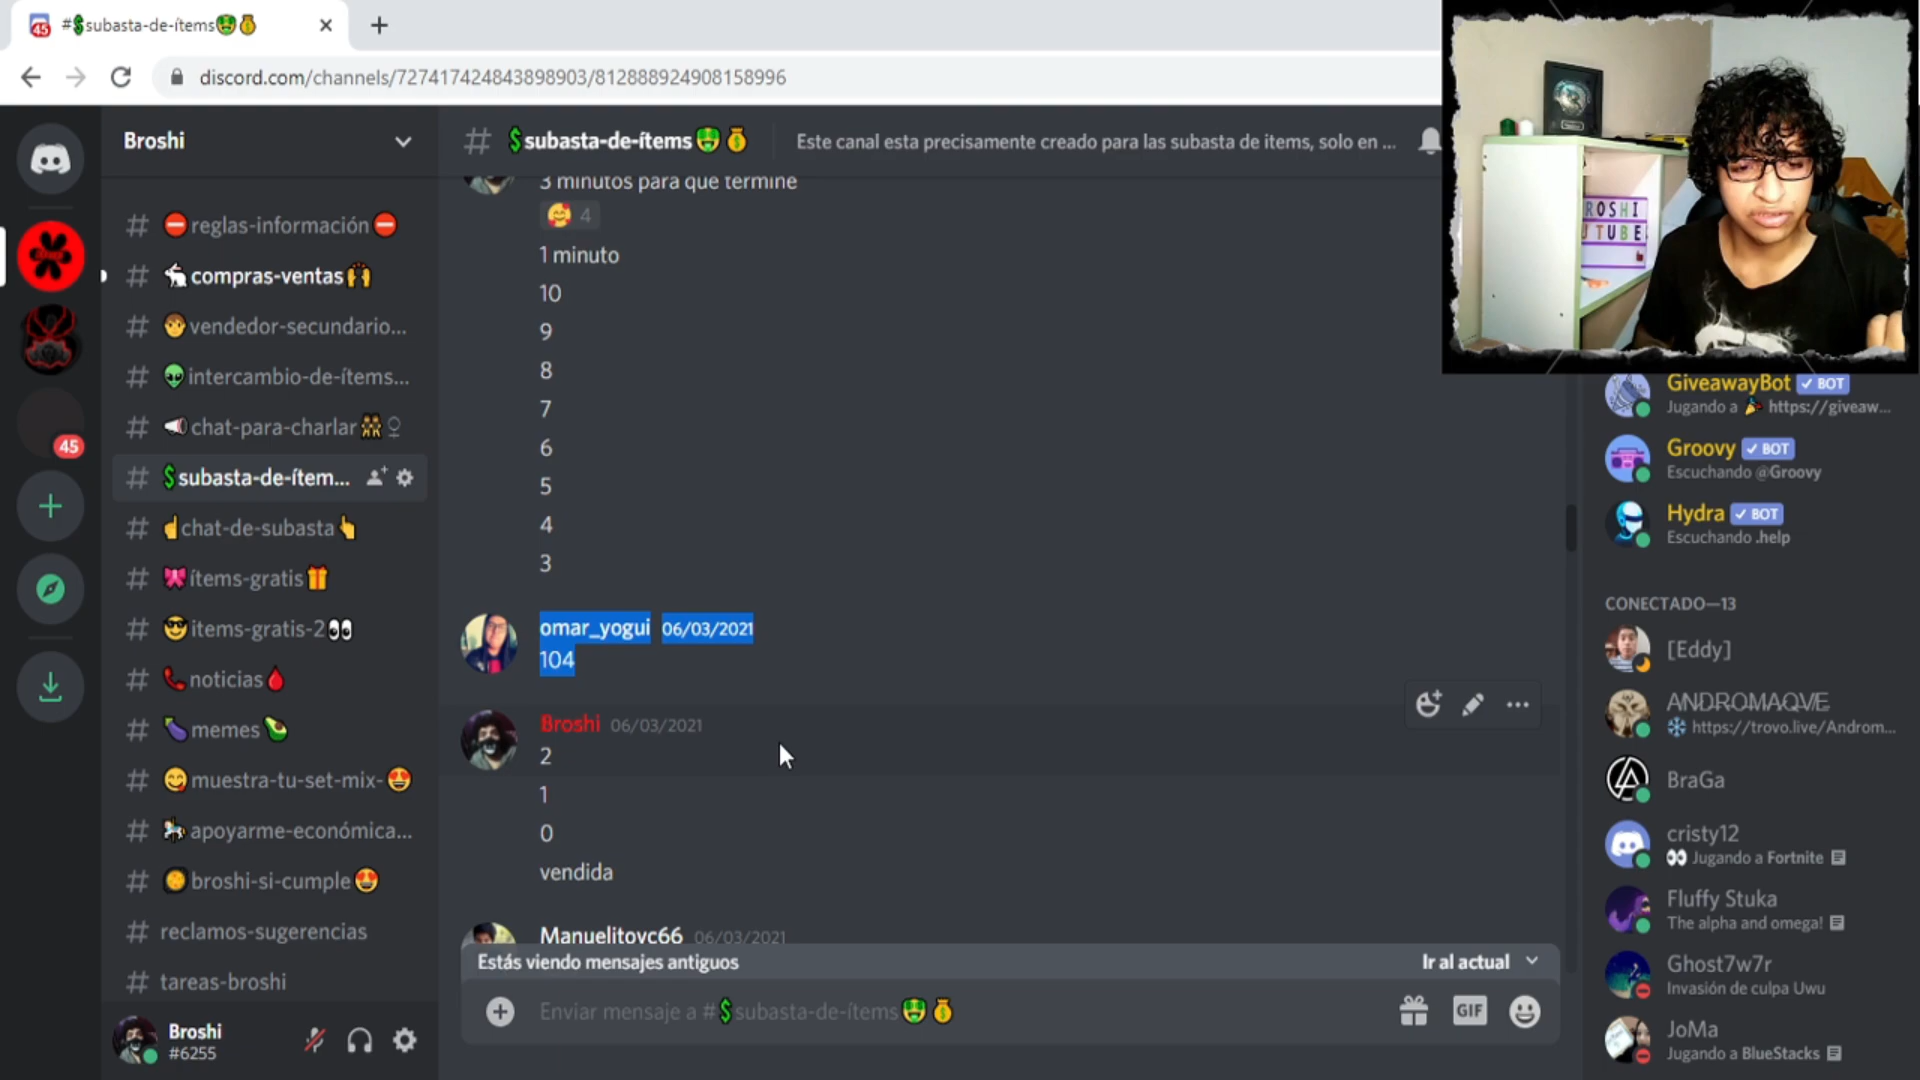 #$subasta-de-ítems
discord.com/channels/727417424843898903/812888924908158996
Broshi
reglas-información
compras-ventas
vendedor-secundario...
intercambio-de-ítems...
chat-para-charlar
45
$subasta-de-ítem...
chat-de-subasta
ítems-gratis
items-gratis-2
noticias
memes
muestra-tu-set-mix-
apoyarme-económica...
broshi-si-cumple
reclamos-sugerencias
tareas-broshi
Broshi
#6255
$subasta-de-ítems
Este canal esta precisamente creado para las subasta de items, solo en ...
3 minutos para que termine
4
1 minuto
10
9
8
7
6
5
4
3
omar_yogui 06/03/2021
104
Broshi 06/03/2021
2
1
0
vendida
Manuelitovc66 06/03/2021
Estás viendo mensajes antiguos
Ir al actual
Enviar mensaje a #$subasta-de-ítems
GIF
ROSHI
UTUBE
GiveawayBot BOT
Jugando a https://giveaw...
Groovy BOT
Escuchando @Groovy
Hydra BOT
Escuchando .help
CONECTADO—13
[Eddy]
ANDROMAQVE
https://trovo.live/Androm...
BraGa
cristy12
Jugando a Fortnite
Fluffy Stuka
The alpha and omega!
Ghost7w7r
Invasión de culpa Uwu
JoMa
Jugando a BlueStacks